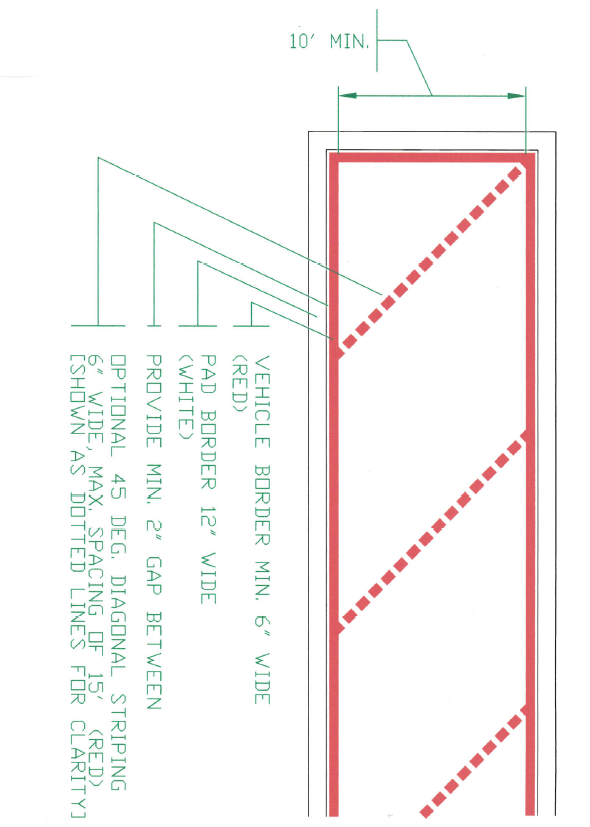 10' MIN.
VEHICLE BORDER MIN. 6" WIDE
(RED)
PAD BORDER 12" WIDE
(WHITE)
PROVIDE MIN. 2" GAP BETWEEN
OPTIONAL 45 DEG. DIAGONAL STRIPING
6" WIDE, MAX. SPACING OF 15' (RED)
[SHOWN AS DOTTED LINES FOR CLARITY]